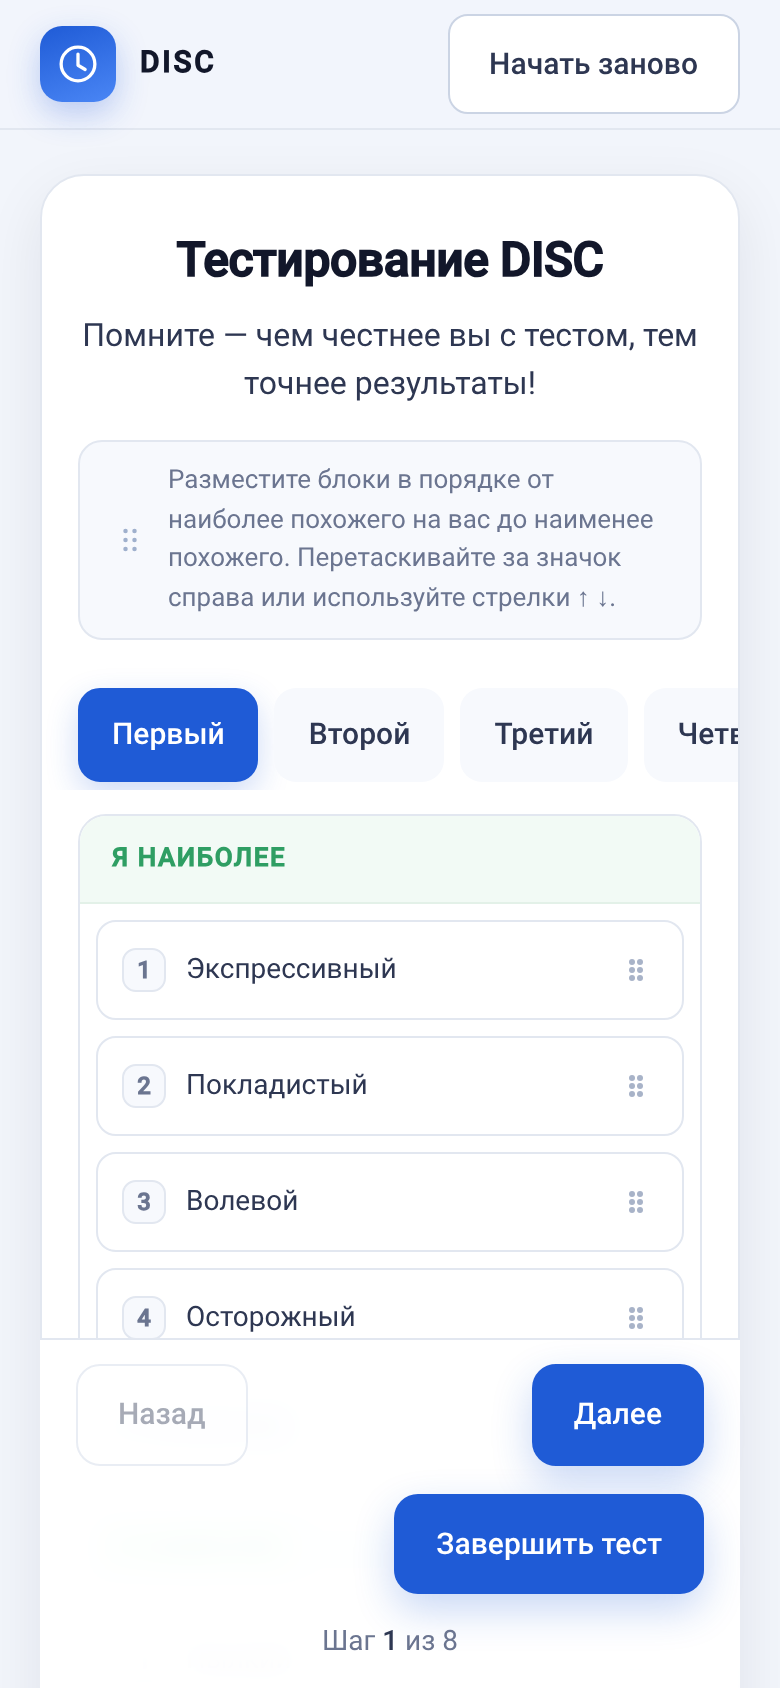 DISC
Начать заново
Тестирование DISC
Помните — чем честнее вы с тестом, тем
точнее результаты!
Разместите блоки в порядке от
наиболее похожего на вас до наименее
похожего. Перетаскивайте за значок
справа или используйте стрелки ↑ ↓.
Первый Второй Третий Четв
Я НАИБОЛЕЕ
1 Экспрессивный
2 Покладистый
3 Волевой
4 Осторожный
Назад Далее
Завершить тест
Шаг 1 из 8